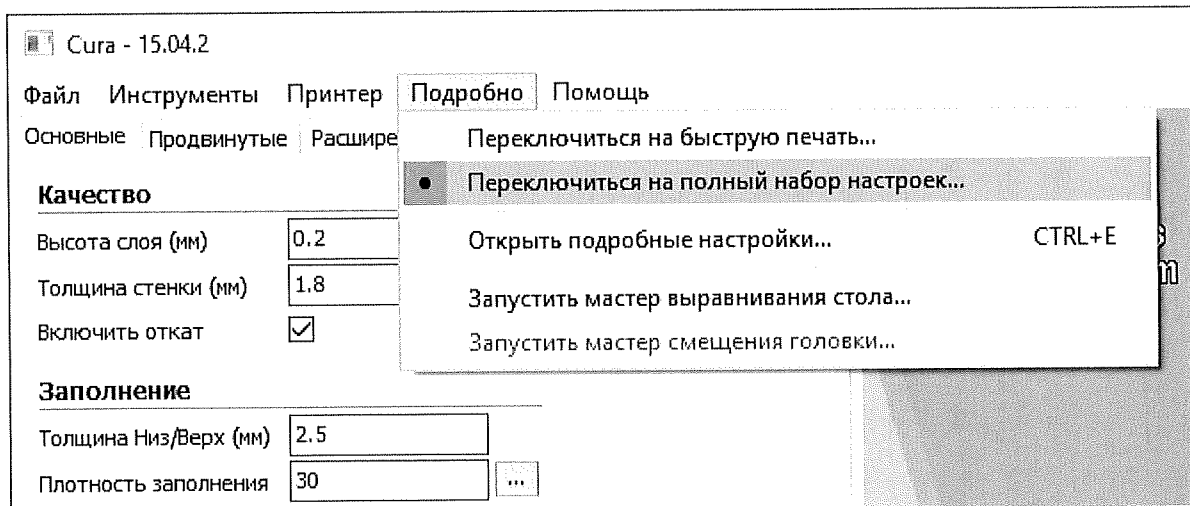 Cura - 15.04.2
Файл Инструменты Принтер Подробно Помощь
Основные Продвинутые Расшире
Переключиться на быструю печать...
Переключиться на полный набор настроек...
Открыть подробные настройки... CTRL+E
Запустить мастер выравнивания стола...
Запустить мастер смещения головки...
Качество
Высота слоя (мм) 0.2
Толщина стенки (мм) 1.8
Включить откат
Заполнение
Толщина Низ/Верх (мм) 2.5
Плотность заполнения 30 ...